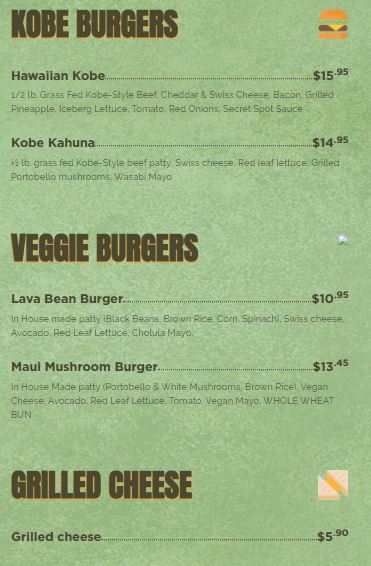 KOBE BURGERS
Hawaiian Kobe $15.95
1/2 lb. Grass Fed Kobe-Style Beef, Cheddar & Swiss Cheese, Bacon, Grilled
Pineapple, Iceberg Lettuce, Tomato, Red Onions, Secret Spot Sauce
Kobe Kahuna $14.95
½ lb. grass fed Kobe-Style beef patty, Swiss cheese, Red leaf lettuce, Grilled
Portobello mushrooms, Wasabi Mayo
VEGGIE BURGERS
Lava Bean Burger $10.95
In House made patty (Black Beans, Brown Rice, Corn, Spinach), Swiss cheese,
Avocado, Red Leaf Lettuce, Cholula Mayo.
Maui Mushroom Burger $13.45
In House Made patty (Portobello & White Mushrooms, Brown Rice), Vegan
Cheese, Avocado, Red Leaf Lettuce, Tomato, Vegan Mayo, WHOLE WHEAT
BUN
GRILLED CHEESE
Grilled cheese $5.90